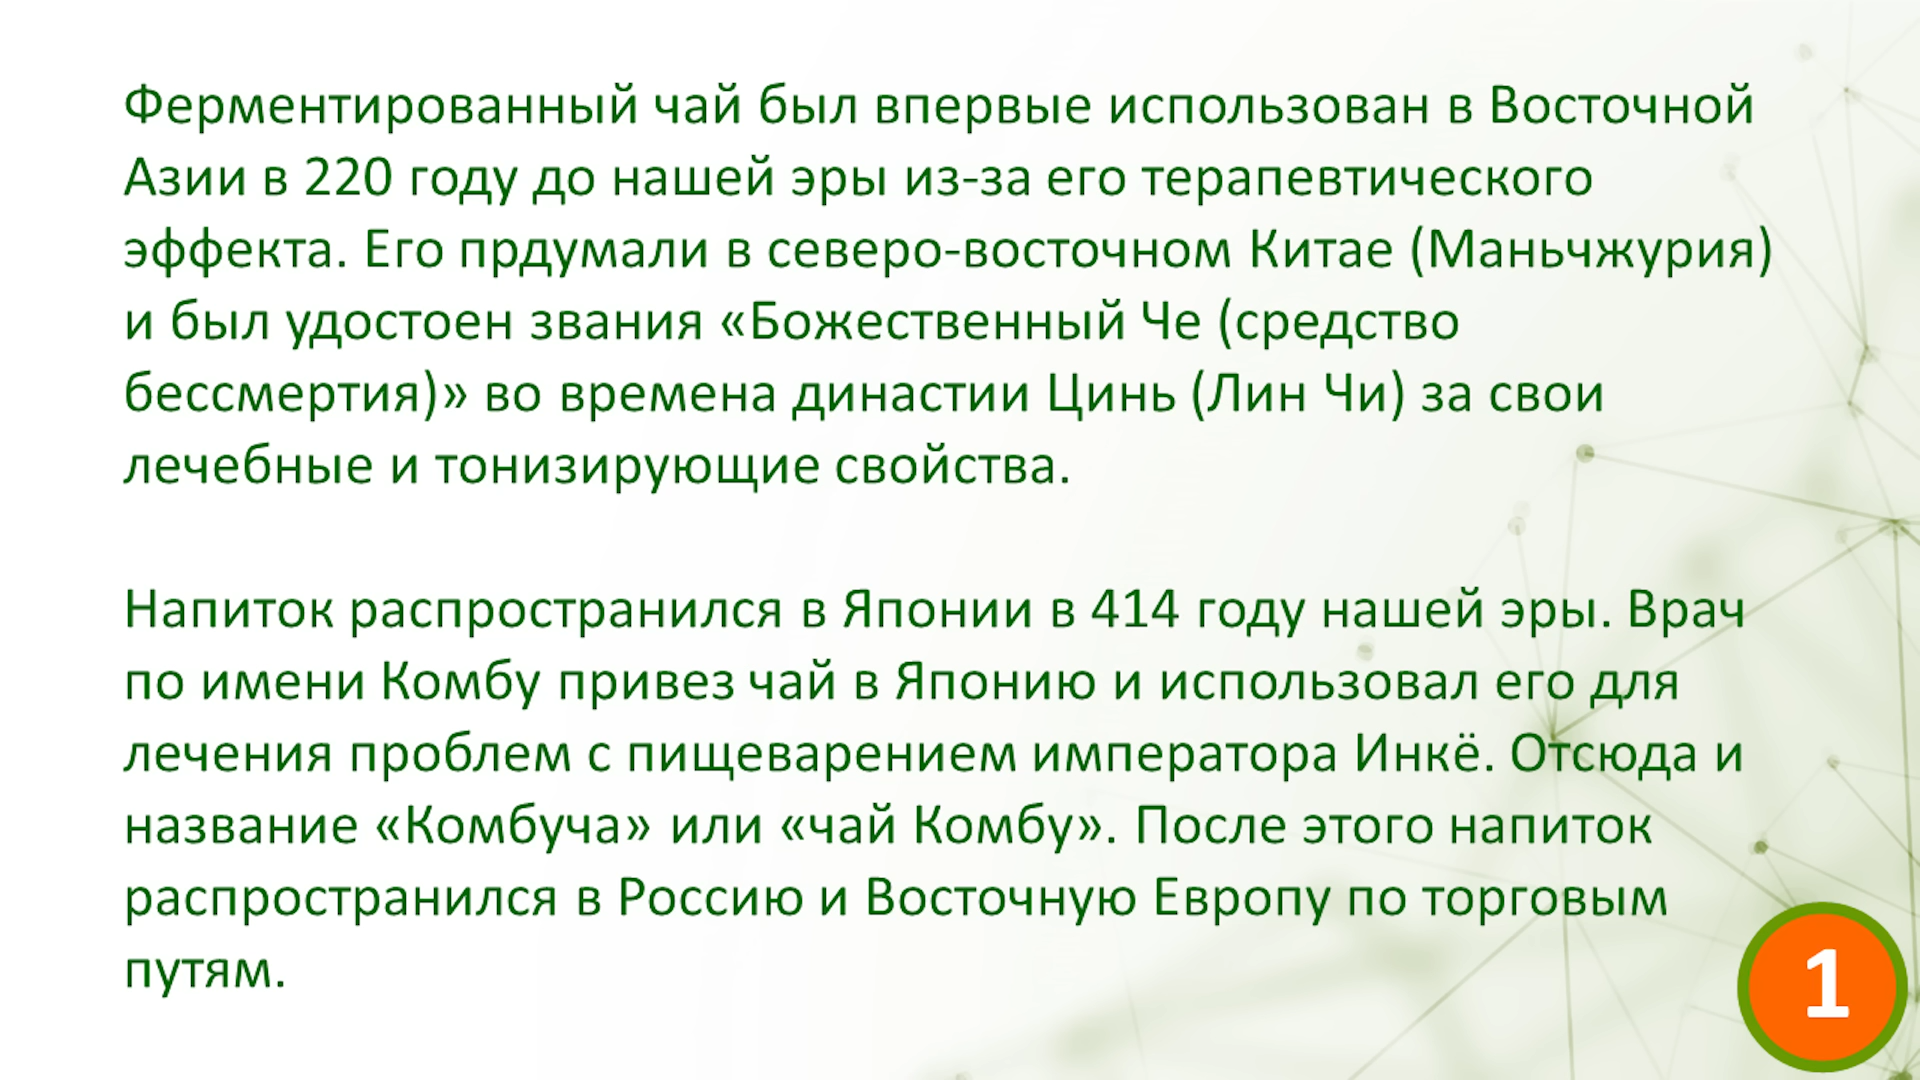 Ферментированный чай был впервые использован в Восточной
Азии в 220 году до нашей эры из-за его терапевтического
эффекта. Его прдумали в северо-восточном Китае (Маньчжурия)
и был удостоен звания «Божественный Че (средство
бессмертия)» во времена династии Цинь (Лин Чи) за свои
лечебные и тонизирующие свойства.
Напиток распространился в Японии в 414 году нашей эры. Врач
по имени Комбу привез чай в Японию и использовал его для
лечения проблем с пищеварением императора Инкё. Отсюда и
название «Комбуча» или «чай Комбу». После этого напиток
распространился в Россию и Восточную Европу по торговым
путям.
1